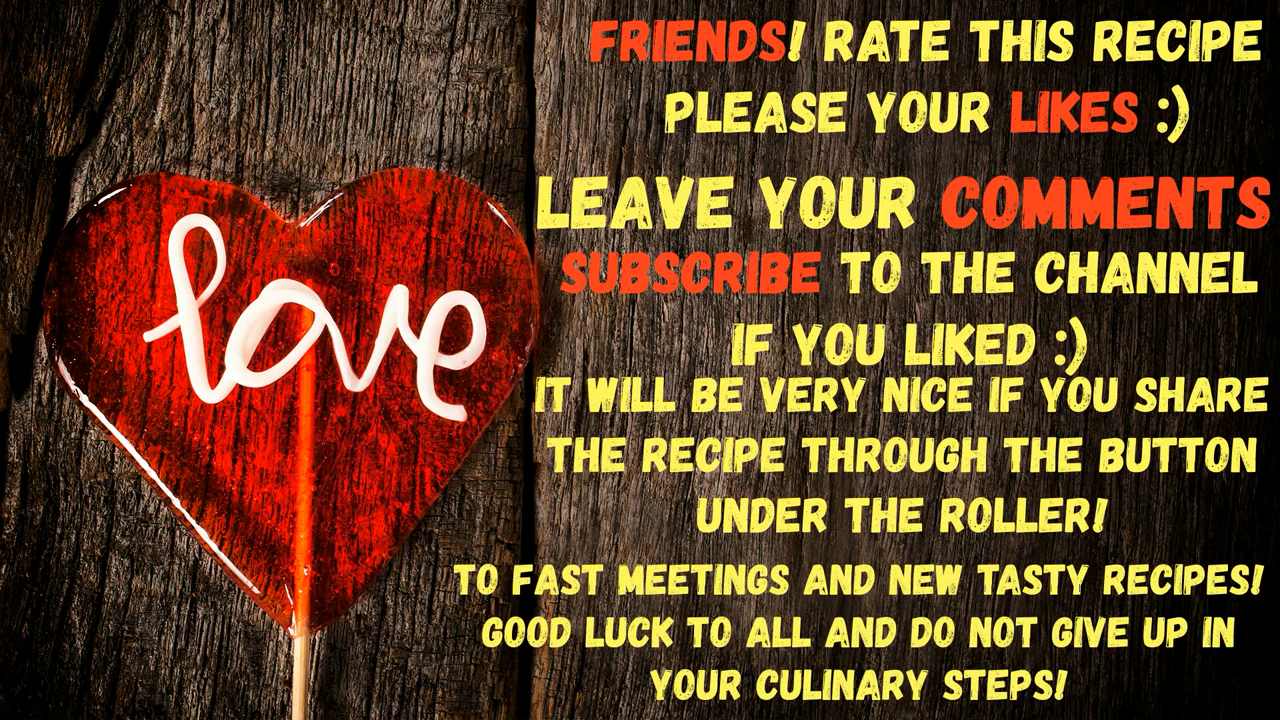 love
FRIENDS! RATE THIS RECIPE
PLEASE YOUR LIKES :)
LEAVE YOUR COMMENTS
SUBSCRIBE TO THE CHANNEL
IF YOU LIKED :)
IT WILL BE VERY NICE IF YOU SHARE
THE RECIPE THROUGH THE BUTTON
UNDER THE ROLLER!
TO FAST MEETINGS AND NEW TASTY RECIPES!
GOOD LUCK TO ALL AND DO NOT GIVE UP IN
YOUR CULINARY STEPS!